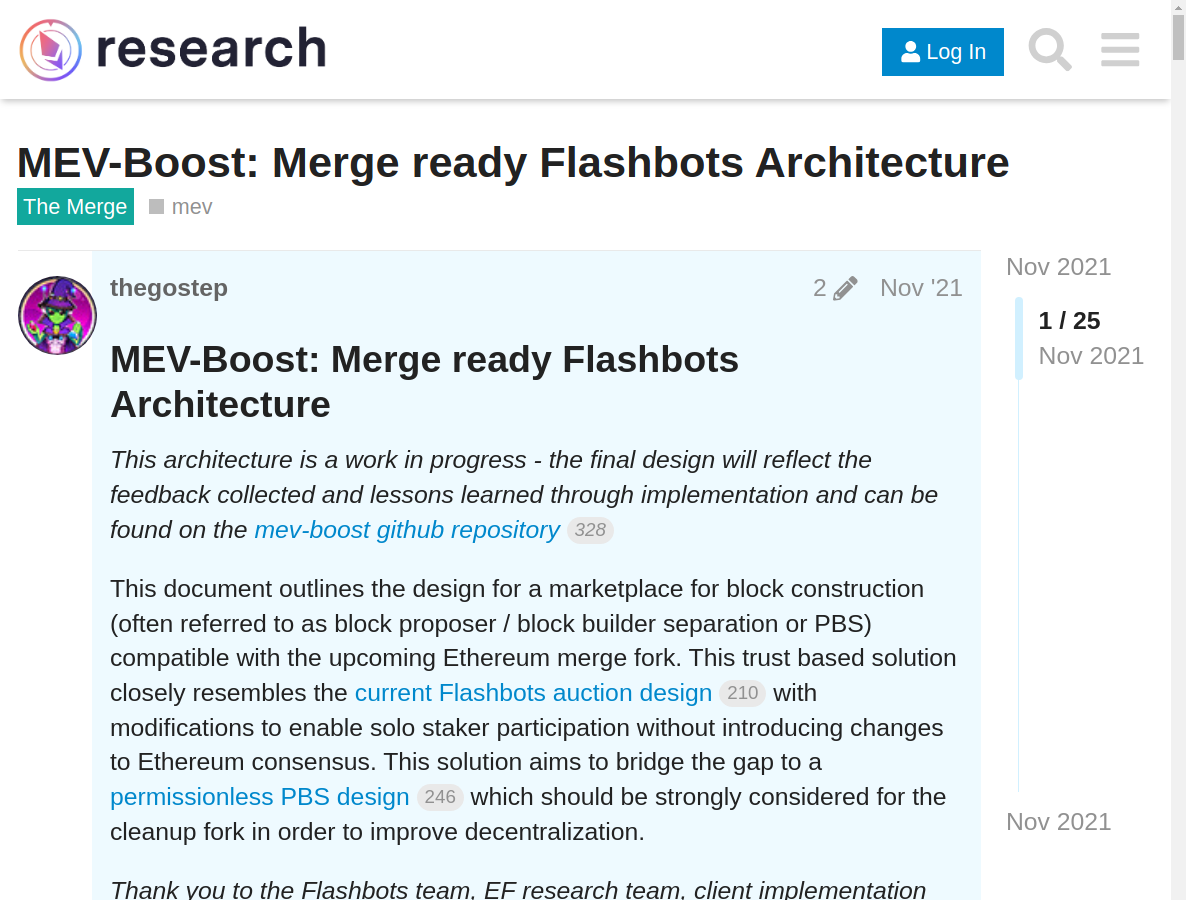 research
Log In
MEV-Boost: Merge ready Flashbots Architecture
The Merge
mev
thegostep
2
Nov '21
MEV-Boost: Merge ready Flashbots
Architecture
This architecture is a work in progress - the final design will reflect the
feedback collected and lessons learned through implementation and can be
found on the mev-boost github repository 328
This document outlines the design for a marketplace for block construction
(often referred to as block proposer / block builder separation or PBS)
compatible with the upcoming Ethereum merge fork. This trust based solution
closely resembles the current Flashbots auction design 210 with
modifications to enable solo staker participation without introducing changes
to Ethereum consensus. This solution aims to bridge the gap to a
permissionless PBS design 246 which should be strongly considered for the
cleanup fork in order to improve decentralization.
Thank you to the Flashbots team, EF research team, client implementation
Nov 2021
1 / 25
Nov 2021
Nov 2021